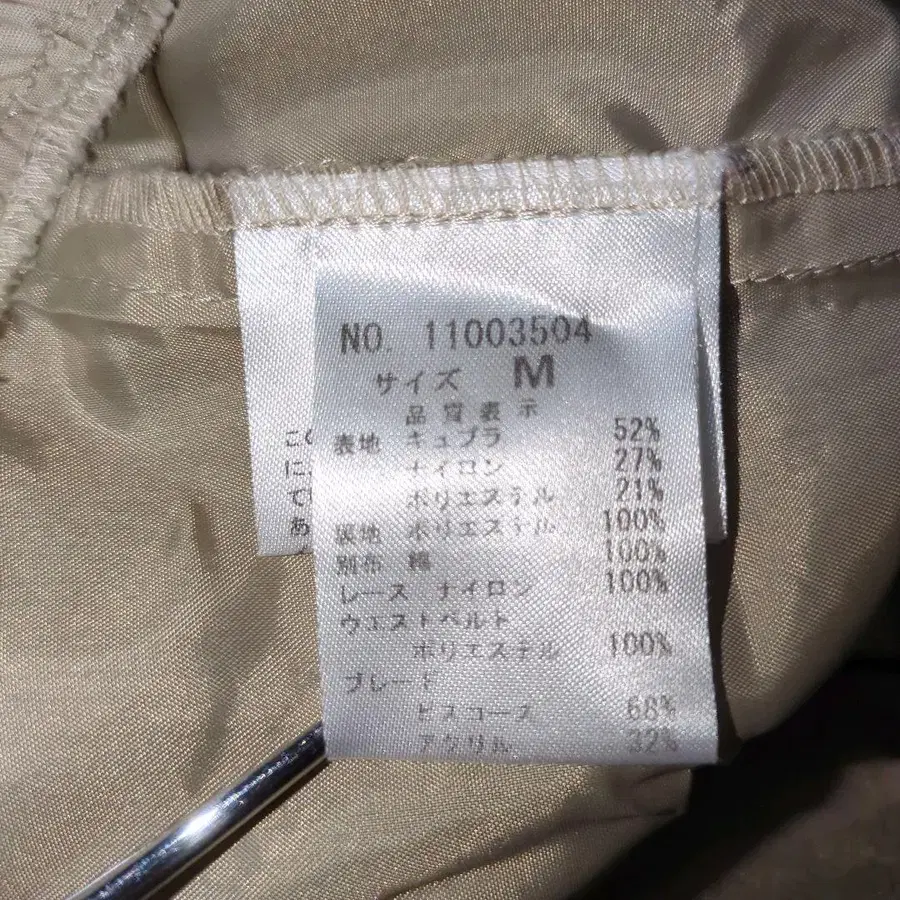 NO. 11003504
サイズ M
品質表示
表地 キュプラ 52%
ナイロン 27%
ポリエステル 21%
裏地 ポリエステル 100%
別布 綿 100%
レース ナイロン 100%
ウエストベルト
ポリエステル 100%
ブレード
ビスコース 68%
アクリル 32%
こ
に
で
あ